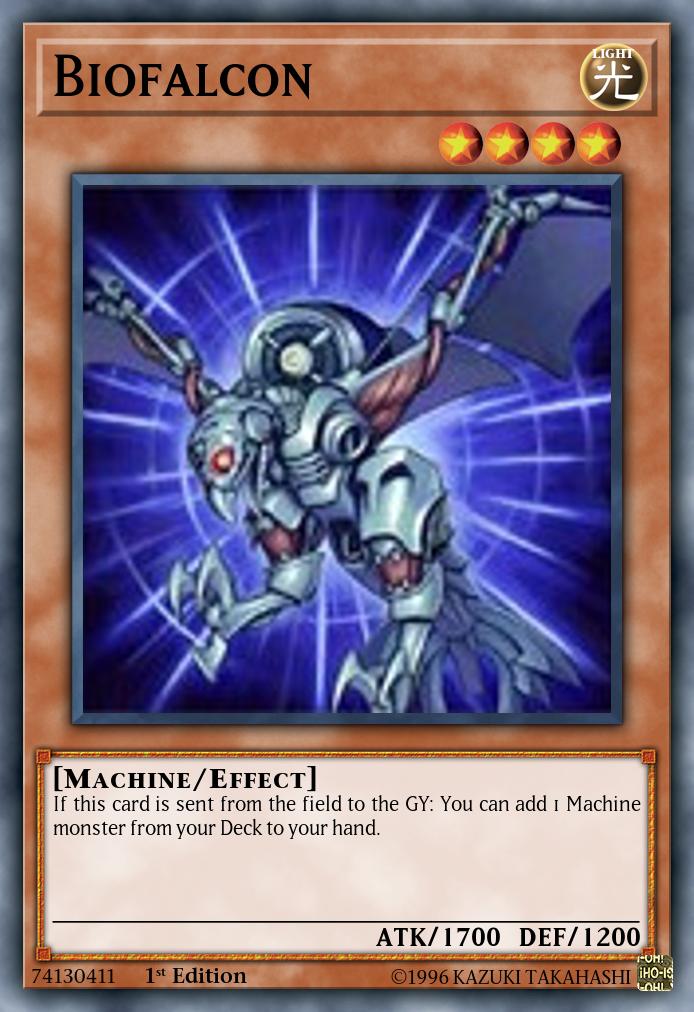 Biofalcon
LIGHT
光
[Machine/Effect]
If this card is sent from the field to the GY: You can add 1 Machine
monster from your Deck to your hand.
ATK/1700 DEF/1200
74130411 1st Edition ©1996 KAZUKI TAKAHASHI